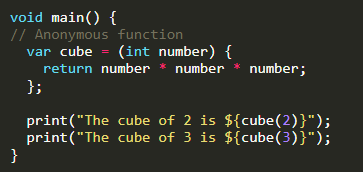 void main() {
// Anonymous function
  var cube = (int number) {
    return number * number * number;
  };

  print("The cube of 2 is ${cube(2)}");
  print("The cube of 3 is ${cube(3)}");
}